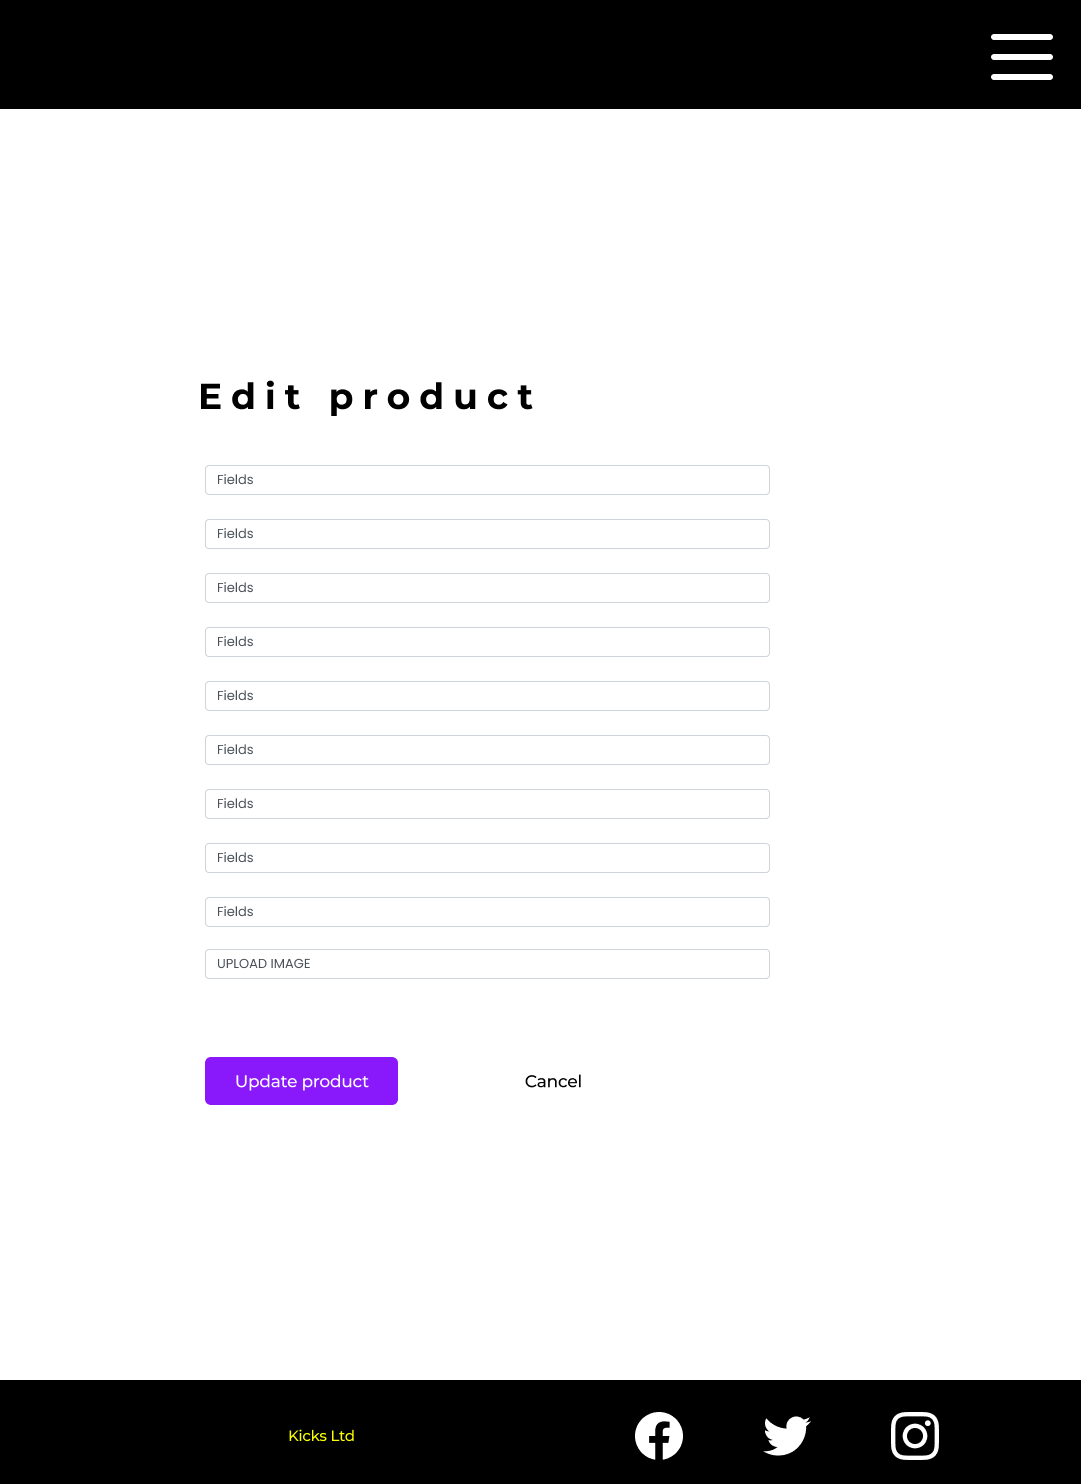 Edit product
Fields
Fields
Fields
Fields
Fields
Fields
Fields
Fields
Fields
UPLOAD IMAGE
Update product
Cancel
Kicks Ltd